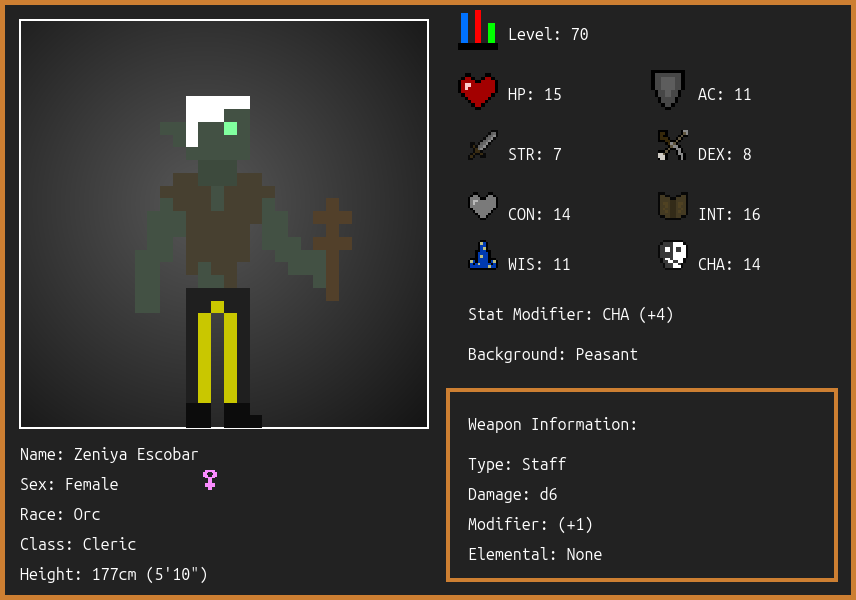 Level: 70
HP: 15
AC: 11
STR: 7
DEX: 8
CON: 14
INT: 16
WIS: 11
CHA: 14
Stat Modifier: CHA (+4)
Background: Peasant
Weapon Information:
Type: Staff
Damage: d6
Modifier: (+1)
Elemental: None
Name: Zeniya Escobar
Sex: Female
Race: Orc
Class: Cleric
Height: 177cm (5'10")